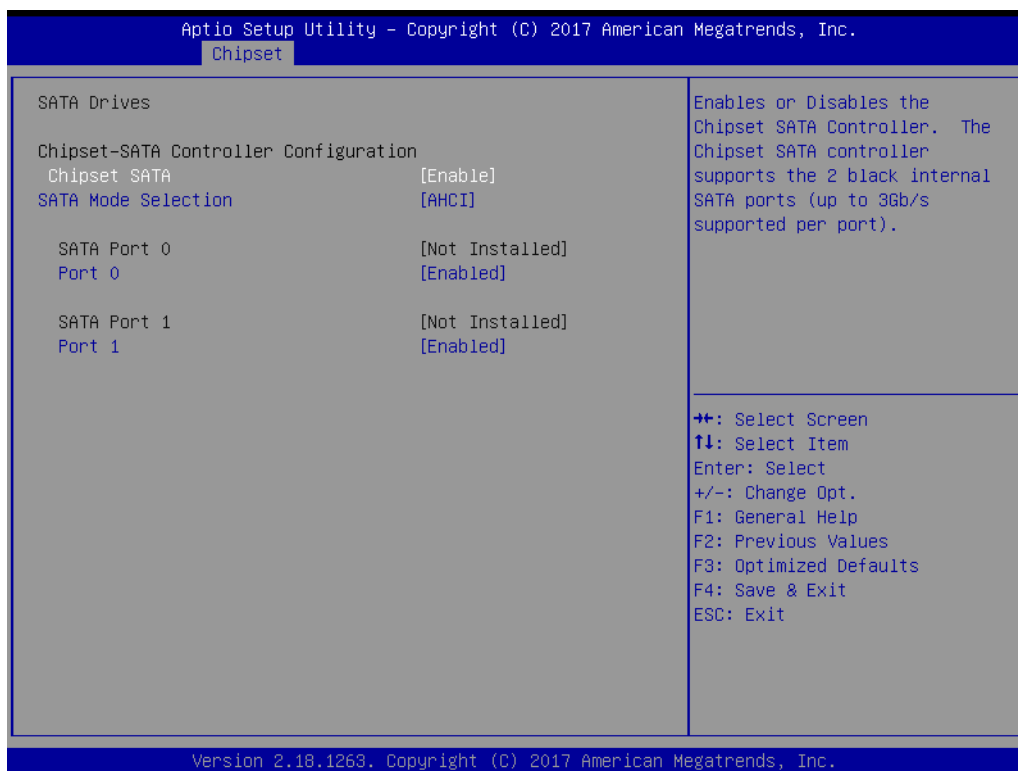 Aptio Setup Utility – Copyright (C) 2017 American Megatrends, Inc.
Chipset
SATA Drives
Chipset-SATA Controller Configuration
Chipset SATA [Enable]
SATA Mode Selection [AHCI]
SATA Port 0 [Not Installed]
Port 0 [Enabled]
SATA Port 1 [Not Installed]
Port 1 [Enabled]
Enables or Disables the
Chipset SATA Controller. The
Chipset SATA controller
supports the 2 black internal
SATA ports (up to 3Gb/s
supported per port).
→←: Select Screen
↑↓: Select Item
Enter: Select
+/-: Change Opt.
F1: General Help
F2: Previous Values
F3: Optimized Defaults
F4: Save & Exit
ESC: Exit
Version 2.18.1263. Copyright (C) 2017 American Megatrends, Inc.